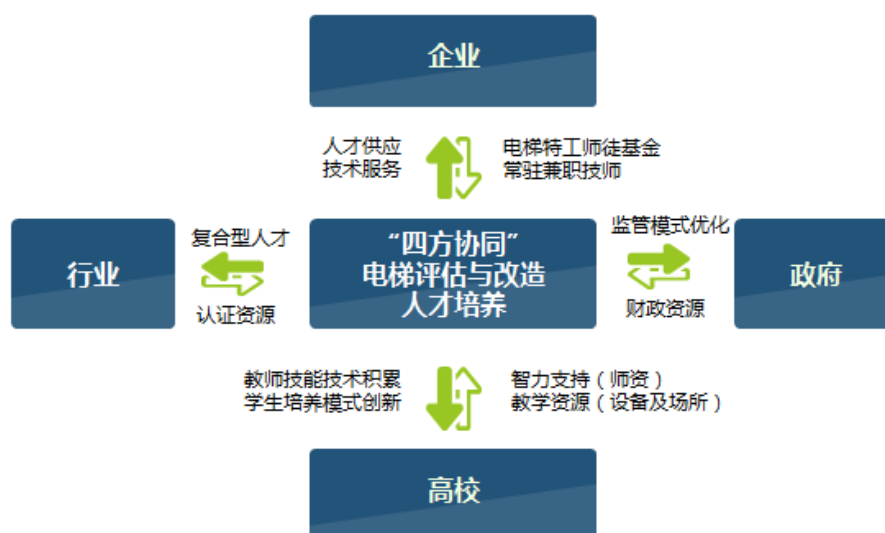 企业
人才供应
技术服务
电梯特工师徒基金
常驻兼职技师
行业
复合型人才
认证资源
“四方协同”
电梯评估与改造
人才培养
监管模式优化
财政资源
政府
教师技能技术积累
学生培养模式创新
智力支持（师资）
教学资源（设备及场所）
高校